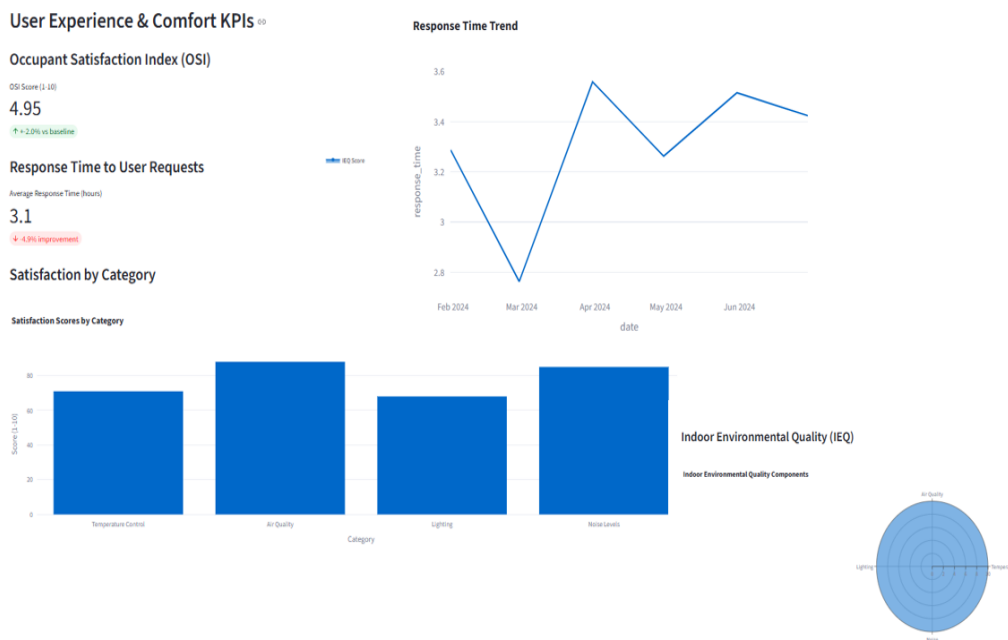 User Experience & Comfort KPIs
Occupant Satisfaction Index (OSI)
OSI Score (1-10)
4.95
↑ +-2.0% vs baseline
Response Time to User Requests
IEQ Score
Average Response Time (hours)
3.1
↓ -4.9% improvement
Satisfaction by Category
Satisfaction Scores by Category
Response Time Trend
3.6
3.4
3.2
3
2.8
response_time
Feb 2024 Mar 2024 Apr 2024 May 2024 Jun 2024
date
80
60
40
20
0
Score (1-10)
Temperature Control Air Quality Lighting Noise Levels
Category
Indoor Environmental Quality (IEQ)
Indoor Environmental Quality Components
Air Quality
Lighting